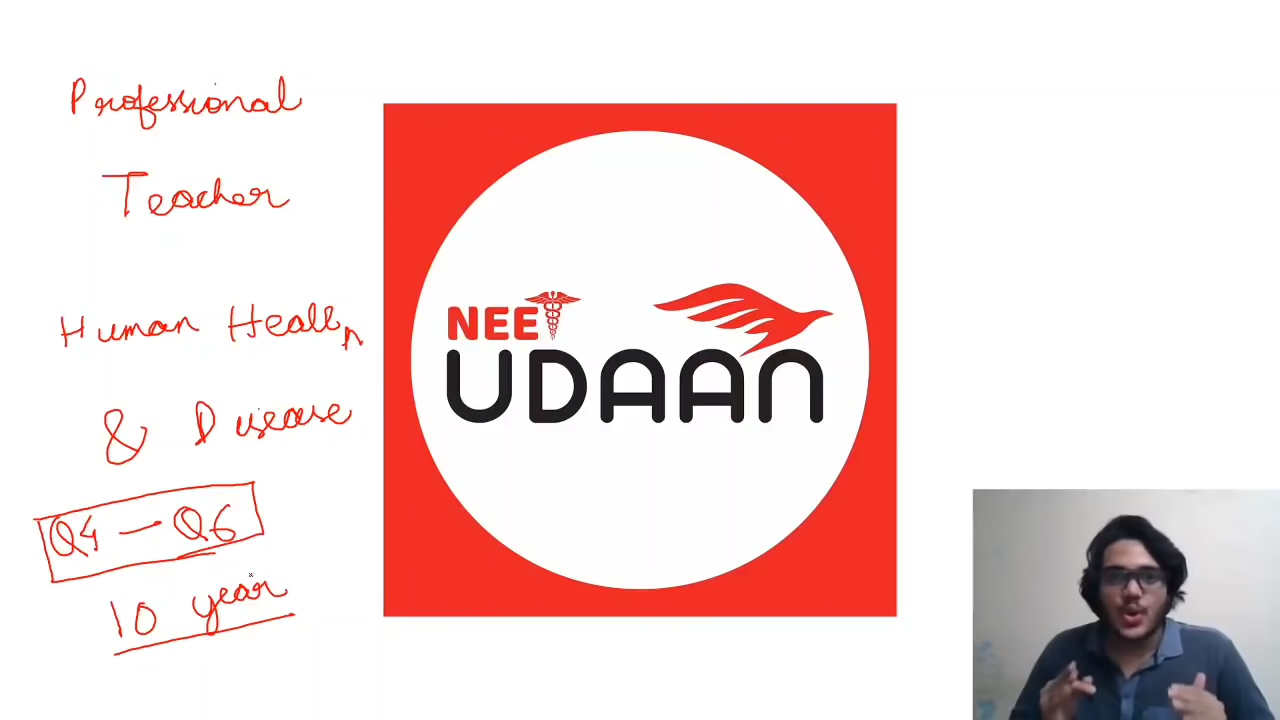 Professional
Teacher
Human Health
& Disease
Q4 — Q6
10 year
NEET
UDAAN